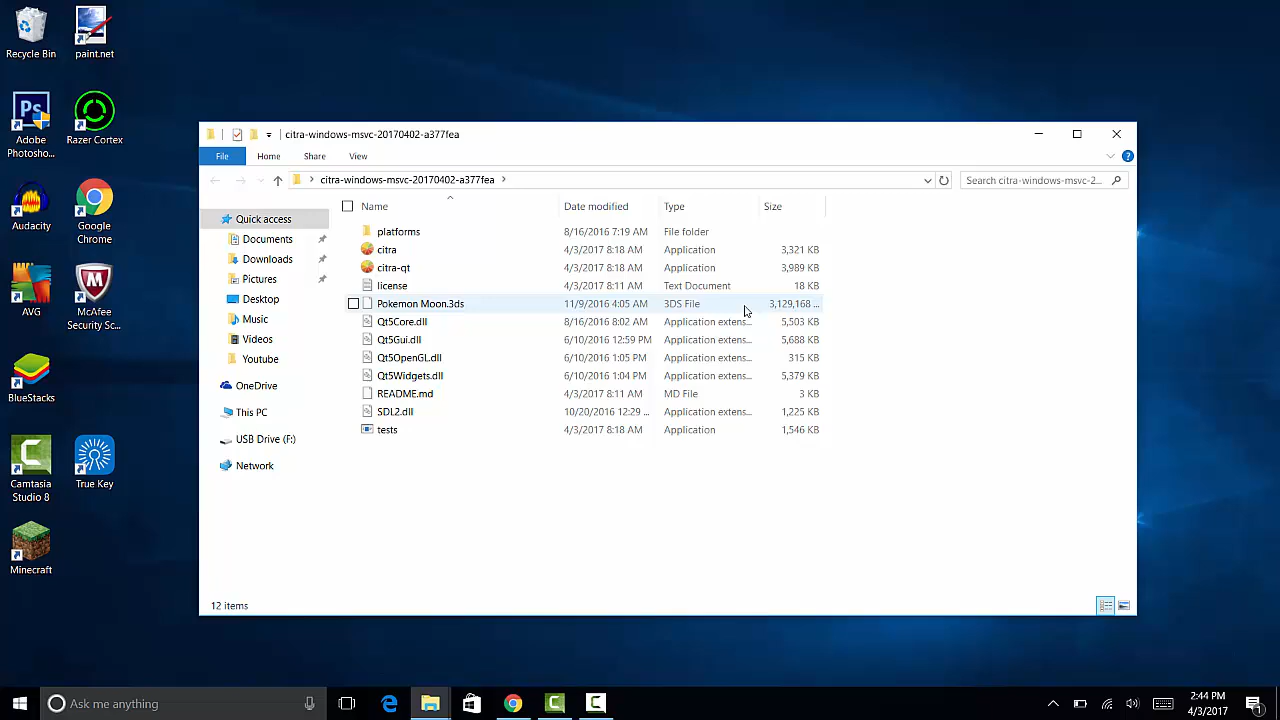 Recycle Bin
paint.net
Ps
Adobe
Photosho...
Razer Cortex
Audacity
Google
Chrome
AVG
McAfee
Security Sc...
BlueStacks
Camtasia
Studio 8
True Key
Minecraft
citra-windows-msvc-20170402-a377fea
File Home Share View
citra-windows-msvc-20170402-a377fea
Search citra-windows-msvc-2...
Quick access
Documents
Downloads
Pictures
Desktop
Music
Videos
Youtube
OneDrive
This PC
USB Drive (F:)
Network
Name Date modified Type Size
platforms 8/16/2016 7:19 AM File folder
citra 4/3/2017 8:18 AM Application 3,321 KB
citra-qt 4/3/2017 8:18 AM Application 3,989 KB
license 4/3/2017 8:11 AM Text Document 18 KB
Pokemon Moon.3ds 11/9/2016 4:05 AM 3DS File 3,129,168 ...
Qt5Core.dll 8/16/2016 8:02 AM Application extens... 5,503 KB
Qt5Gui.dll 6/10/2016 12:59 PM Application extens... 5,688 KB
Qt5OpenGL.dll 6/10/2016 1:05 PM Application extens... 315 KB
Qt5Widgets.dll 6/10/2016 1:04 PM Application extens... 5,379 KB
README.md 4/3/2017 8:11 AM MD File 3 KB
SDL2.dll 10/20/2016 12:29 ... Application extens... 1,225 KB
tests 4/3/2017 8:18 AM Application 1,546 KB
12 items
Ask me anything
2:44 PM
4/3/2017
1